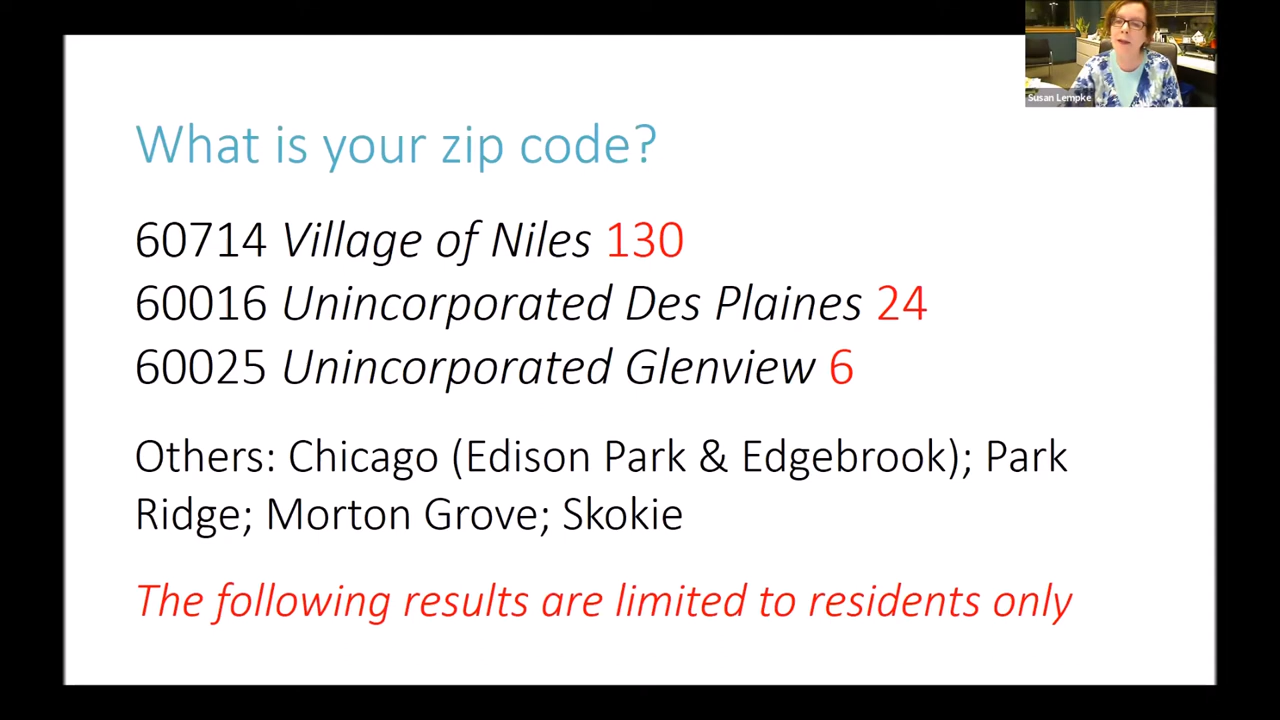 Susan Lempke
What is your zip code?
60714 Village of Niles 130
60016 Unincorporated Des Plaines 24
60025 Unincorporated Glenview 6
Others: Chicago (Edison Park & Edgebrook); Park
Ridge; Morton Grove; Skokie
The following results are limited to residents only